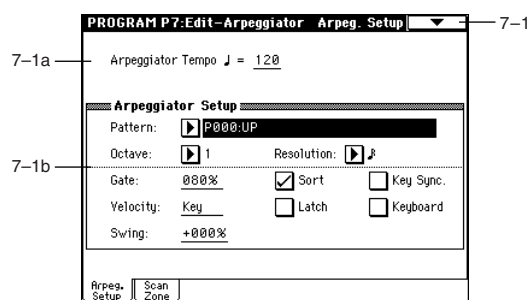 PROGRAM P7:Edit-Arpeggiator Arpeg. Setup
7–1
7–1a
Arpeggiator Tempo ♩ = 120
Arpeggiator Setup
Pattern: P000:UP
7–1b
Octave: 1 Resolution: ♪
Gate: 080% Sort Key Sync.
Velocity: Key Latch Keyboard
Swing: +000%
Arpeg. Setup Scan Zone